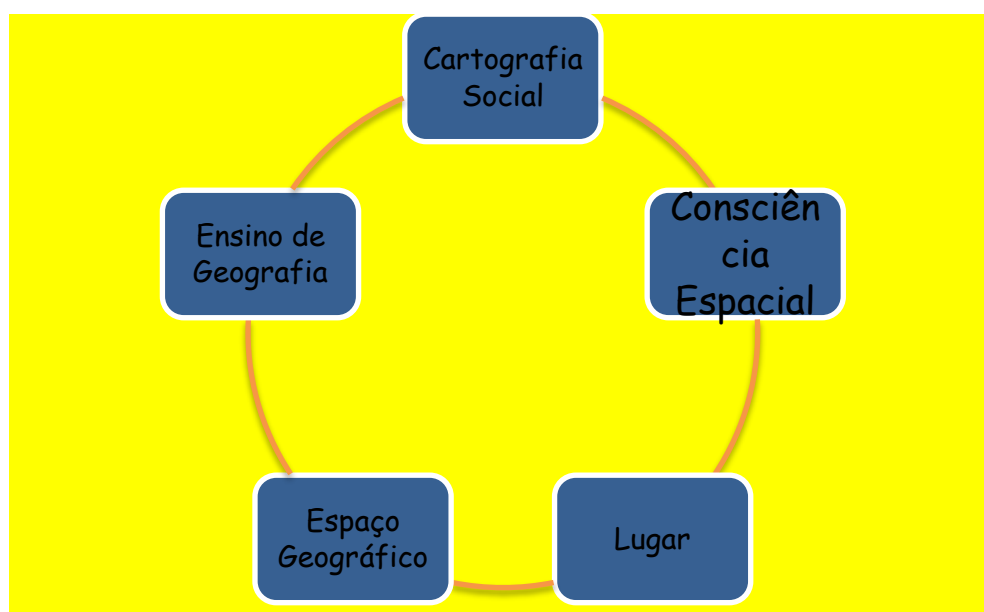 Cartografia
Social
Consciên
cia
Espacial
Lugar
Espaço
Geográfico
Ensino de
Geografia